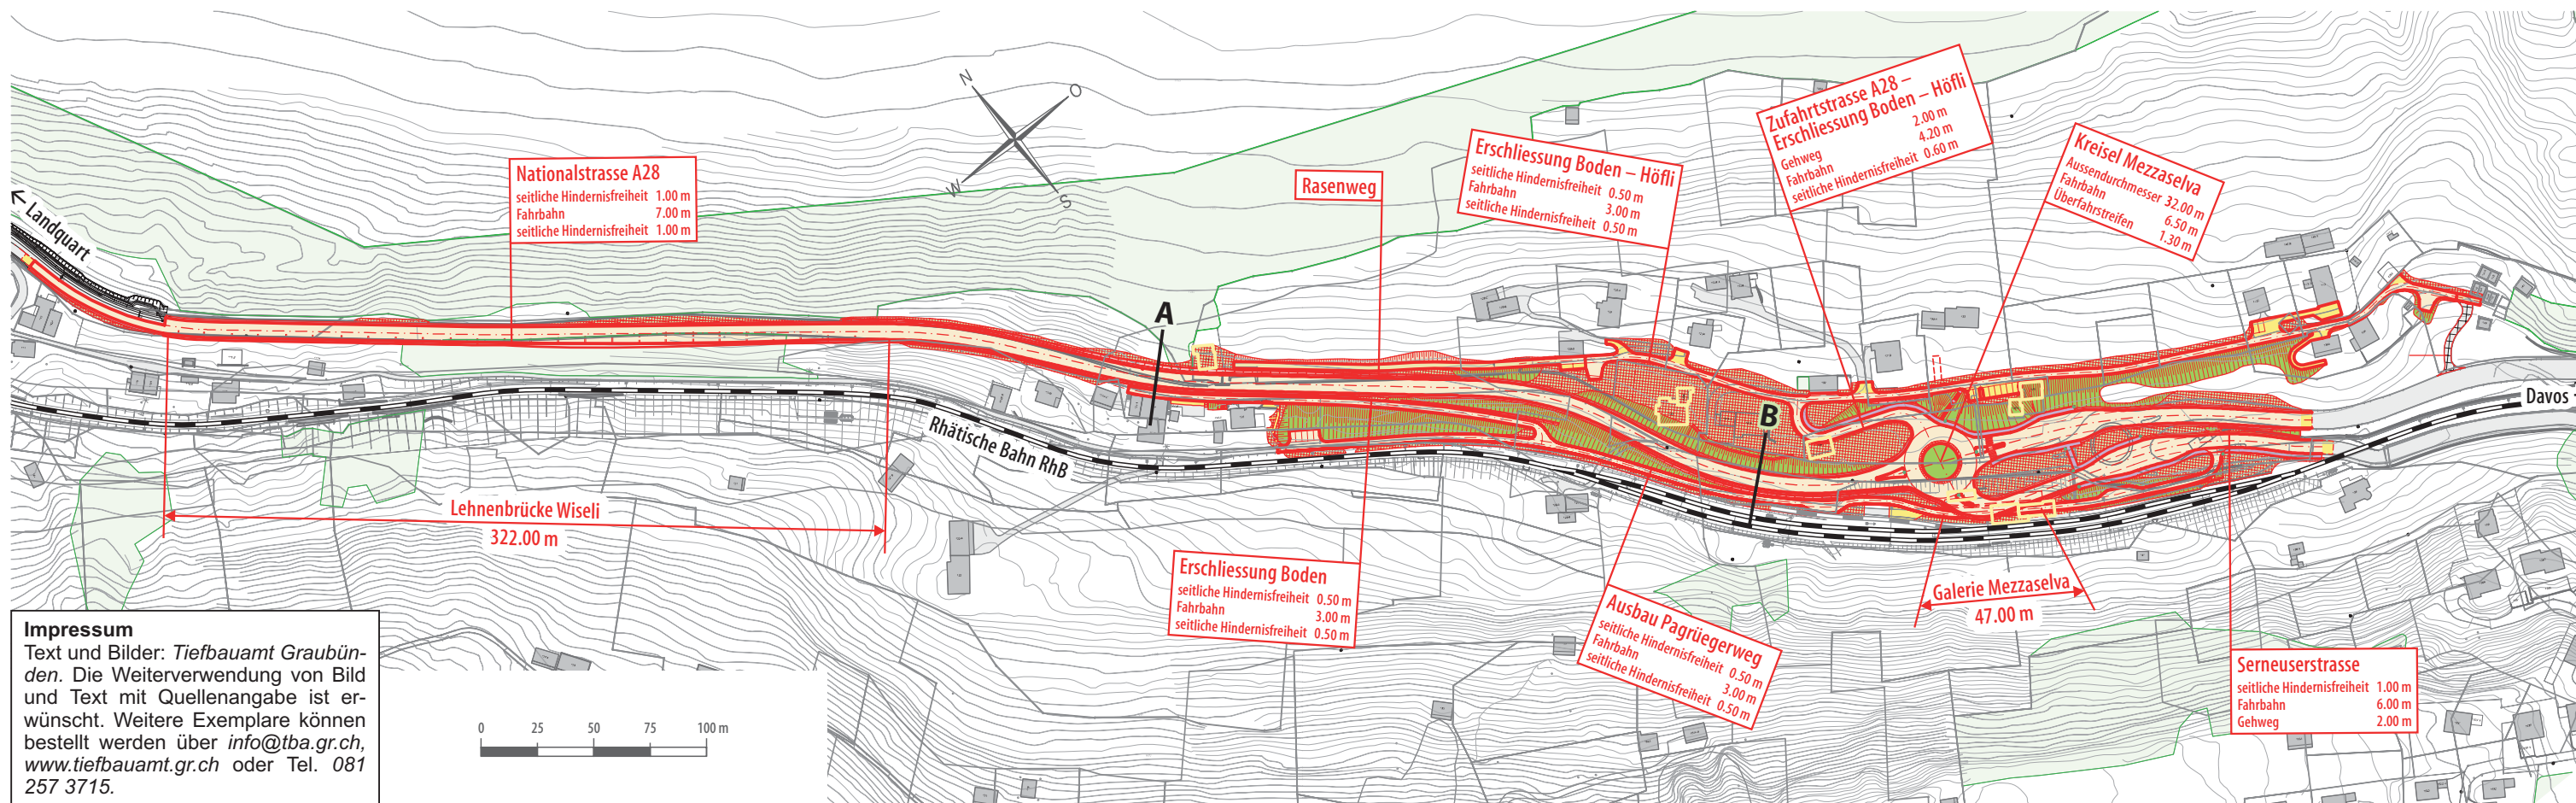 N
O
W
S
← Landquart
Nationalstrasse A28
seitliche Hindernisfreiheit 1.00 m
Fahrbahn 7.00 m
seitliche Hindernisfreiheit 1.00 m
Rasenweg
Erschliessung Boden – Höfli
seitliche Hindernisfreiheit 0.50 m
Fahrbahn 3.00 m
seitliche Hindernisfreiheit 0.50 m
Zufahrtstrasse A28 –
Erschliessung Boden – Höfli
Gehweg 2.00 m
Fahrbahn 4.20 m
seitliche Hindernisfreiheit 0.60 m
Kreisel Mezzaselva
Aussendurchmesser 32.00 m
Fahrbahn 6.50 m
Überfahrstreifen 1.30 m
A
B
Davos
Rhätische Bahn RhB
Lehnenbrücke Wiseli
322.00 m
Erschliessung Boden
seitliche Hindernisfreiheit 0.50 m
Fahrbahn 3.00 m
seitliche Hindernisfreiheit 0.50 m
Ausbau Pagrüegerweg
seitliche Hindernisfreiheit 0.50 m
Fahrbahn 3.00 m
seitliche Hindernisfreiheit 0.50 m
Galerie Mezzaselva
47.00 m
Serneuserstrasse
seitliche Hindernisfreiheit 1.00 m
Fahrbahn 6.00 m
Gehweg 2.00 m
Impressum
Text und Bilder: Tiefbauamt Graubün-
den. Die Weiterverwendung von Bild
und Text mit Quellenangabe ist er-
wünscht. Weitere Exemplare können
bestellt werden über info@tba.gr.ch,
www.tiefbauamt.gr.ch oder Tel. 081
257 3715.
0 25 50 75 100 m